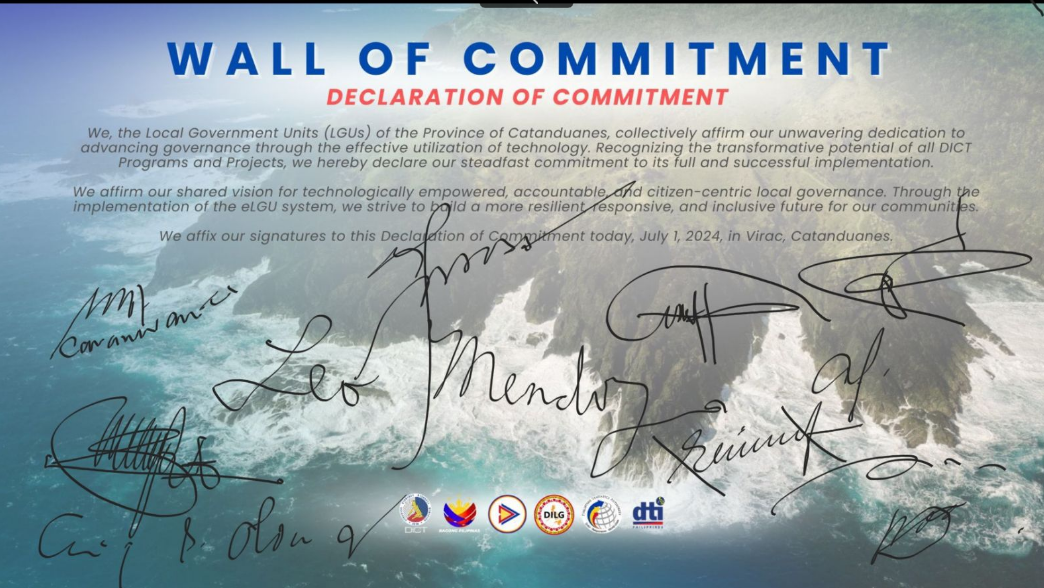 WALL OF COMMITMENT
DECLARATION OF COMMITMENT
We, the Local Government Units (LGUs) of the Province of Catanduanes, collectively affirm our unwavering dedication to
advancing governance through the effective utilization of technology. Recognizing the transformative potential of all DICT
Programs and Projects, we hereby declare our steadfast commitment to its full and successful implementation.
We affirm our shared vision for technologically empowered, accountable, and citizen-centric local governance. Through the
implementation of the eLGU system, we strive to build a more resilient, responsive, and inclusive future for our communities.
We affix our signatures to this Declaration of Commitment today, July 1, 2024, in Virac, Catanduanes.
Leo
DILG
dti
PHILIPPINES